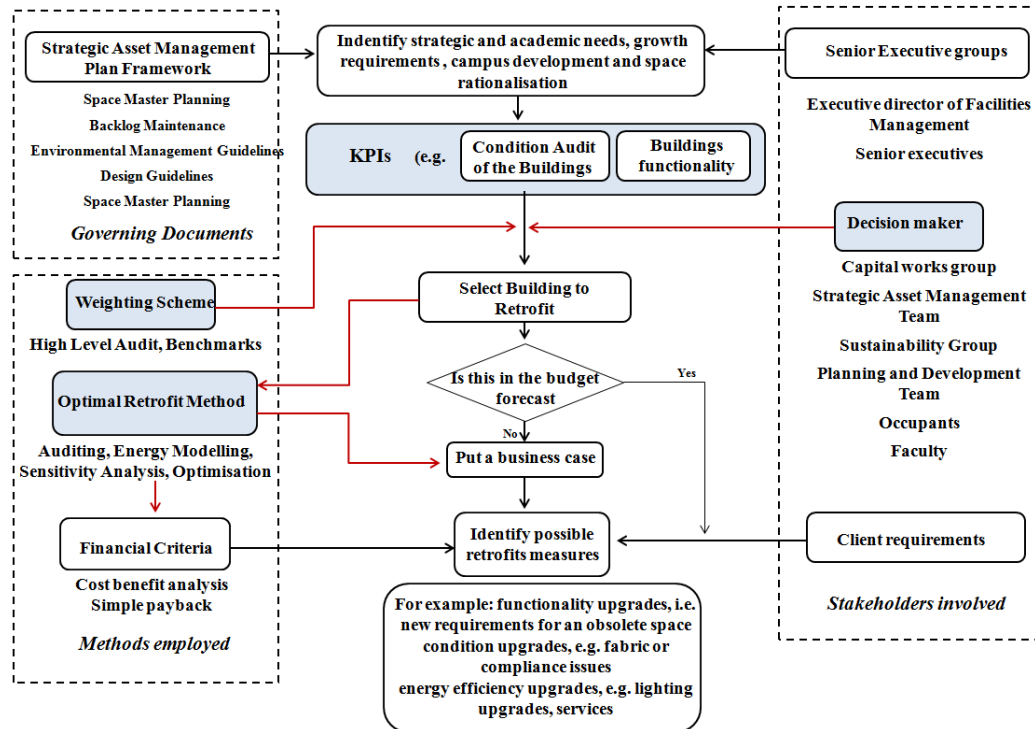 Strategic Asset Management
Plan Framework
Space Master Planning
Backlog Maintenance
Environmental Management Guidelines
Design Guidelines
Space Master Planning
Governing Documents
Indentify strategic and academic needs, growth
requirements , campus development and space
rationalisation
KPIs (e.g.
Condition Audit
of the Buildings
Buildings
functionality
Senior Executive groups
Executive director of Facilities
Management
Senior executives
Decision maker
Capital works group
Strategic Asset Management
Team
Sustainability Group
Planning and Development
Team
Occupants
Faculty
Client requirements
Stakeholders involved
Weighting Scheme
High Level Audit, Benchmarks
Optimal Retrofit Method
Auditing, Energy Modelling,
Sensitivity Analysis, Optimisation
Financial Criteria
Cost benefit analysis
Simple payback
Methods employed
Select Building to
Retrofit
Is this in the budget
forecast
Yes
No
Put a business case
Identify possible
retrofits measures
For example: functionality upgrades, i.e.
new requirements for an obsolete space
condition upgrades, e.g. fabric or
compliance issues
energy efficiency upgrades, e.g. lighting
upgrades, services